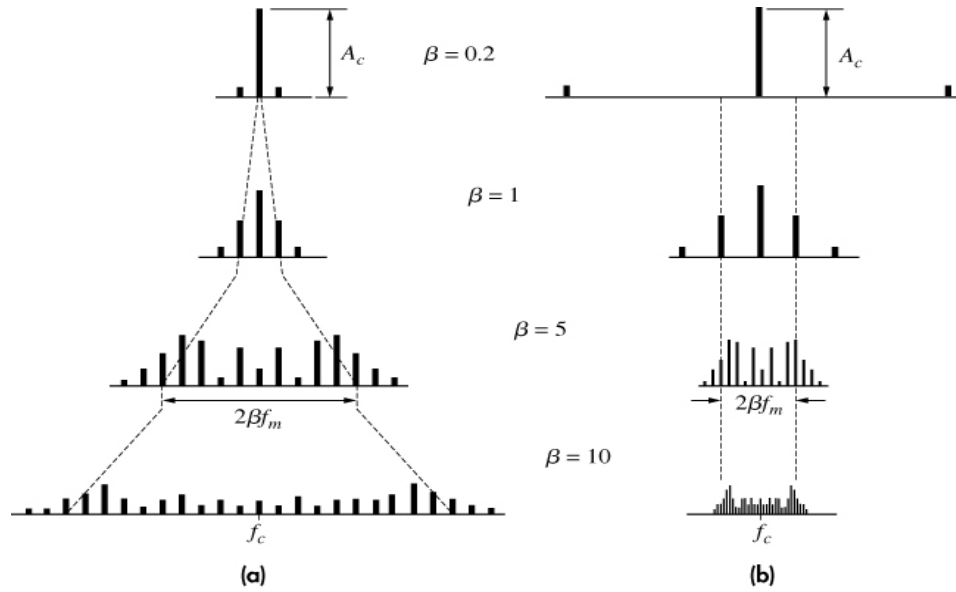 A_c
β = 0.2
A_c
β = 1
β = 5
2βf_m
2βf_m
β = 10
f_c
f_c
(a)
(b)